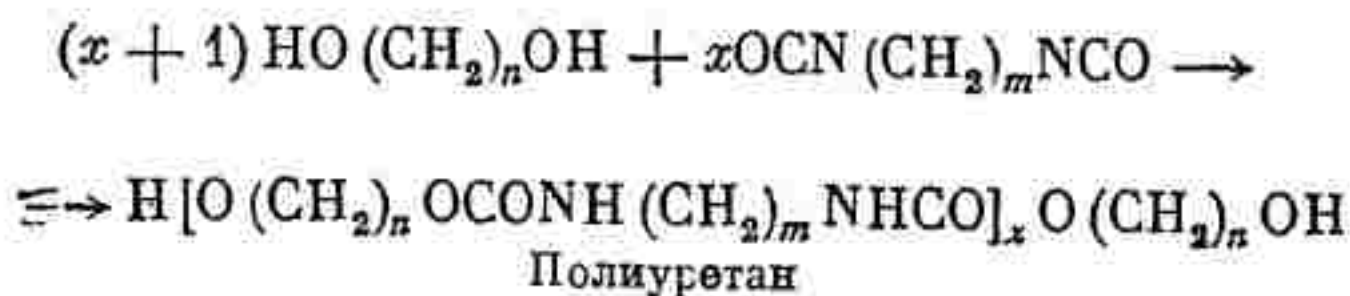 (x + 1) HO (CH₂)ₙOH + xOCN (CH₂)ₘNCO →
→ H [O (CH₂)ₙ OCONH (CH₂)ₘ NHCO]ₓ O (CH₂)ₙ OH
Полиуретан